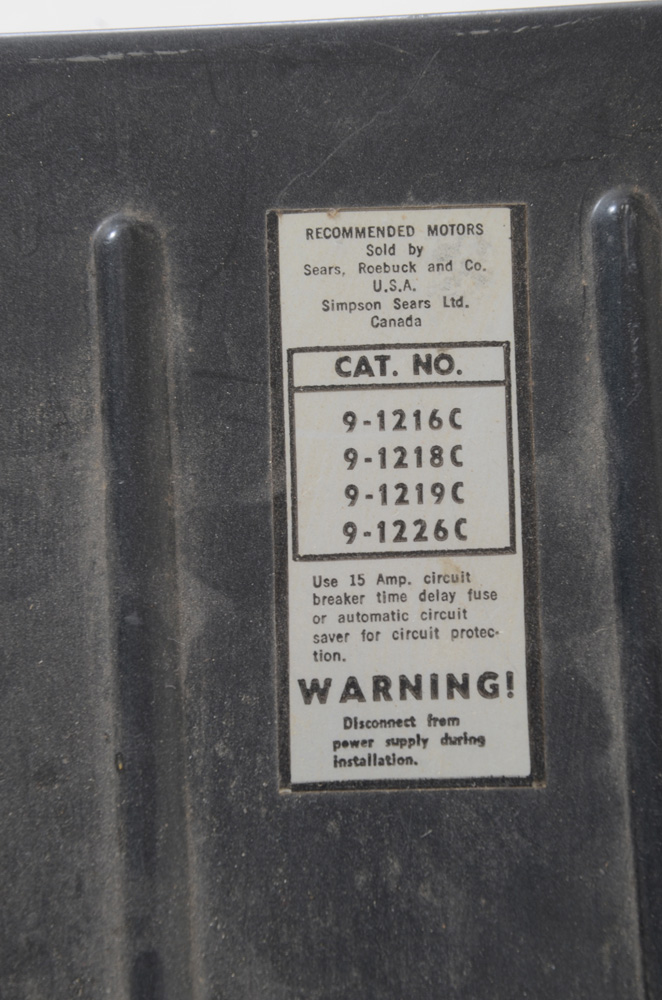 RECOMMENDED MOTORS
Sold by
Sears, Roebuck and Co.
U.S.A.
Simpson Sears Ltd.
Canada
CAT. NO.
9-1216C
9-1218C
9-1219C
9-1226C
Use 15 Amp. circuit
breaker time delay fuse
or automatic circuit
saver for circuit protec-
tion.
WARNING!
Disconnect from
power supply during
installation.